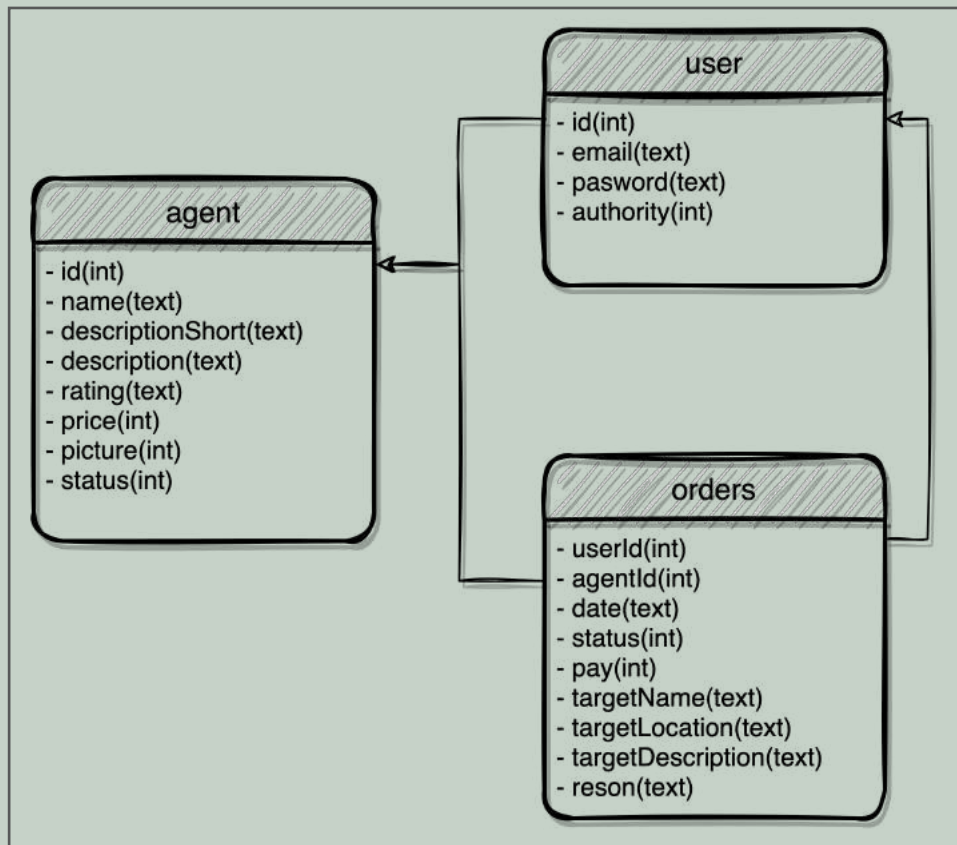 user
- id(int)
- email(text)
- pasword(text)
- authority(int)
agent
- id(int)
- name(text)
- descriptionShort(text)
- description(text)
- rating(text)
- price(int)
- picture(int)
- status(int)
orders
- userId(int)
- agentId(int)
- date(text)
- status(int)
- pay(int)
- targetName(text)
- targetLocation(text)
- targetDescription(text)
- reson(text)